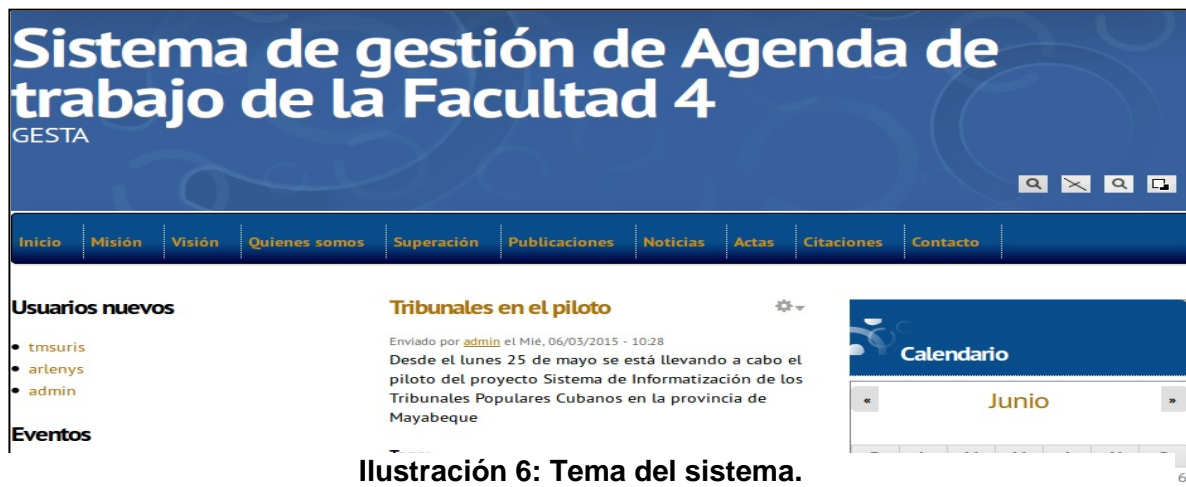 Sistema de gestión de Agenda de
trabajo de la Facultad 4
GESTA
Inicio
Misión
Visión
Quienes somos
Superación
Publicaciones
Noticias
Actas
Citaciones
Contacto
Usuarios nuevos
tmsuris
arlenys
admin
Eventos
Tribunales en el piloto
Enviado por admin el Mié, 06/03/2015 - 10:28
Desde el lunes 25 de mayo se está llevando a cabo el
piloto del proyecto Sistema de Informatización de los
Tribunales Populares Cubanos en la provincia de
Mayabeque
Calendario
« Junio »
Ilustración 6: Tema del sistema.
6